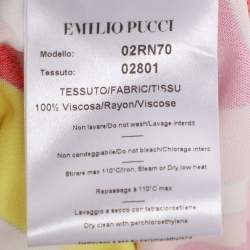 EMILIO PUCCI
Modello: 02RN70
Tessuto: 02801
TESSUTO/FABRIC/TISSU
100% Viscosa/Rayon/Viscose
Non lavare/Do not wash/Lavage interdit
Non candeggiabile/Do not bleach/Chlorage interdit
Stirare max 110°C/Iron, Steam or Dry low heat
Repassage à 110°C max
Lavaggio a secco con tetracloroetilene
Dry clean with perchloroethylene